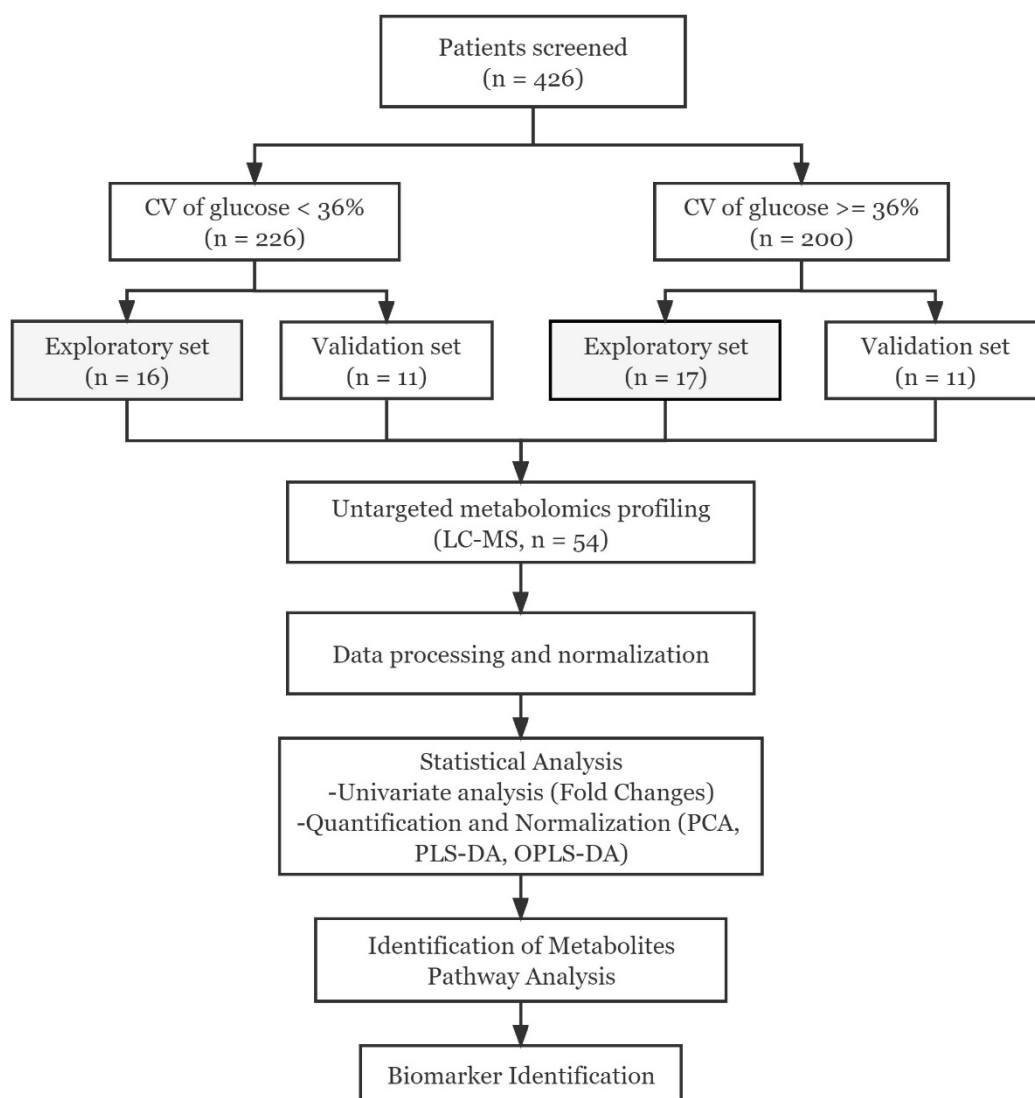 Patients screened
(n = 426)
CV of glucose < 36%
(n = 226)
CV of glucose >= 36%
(n = 200)
Exploratory set
(n = 16)
Validation set
(n = 11)
Exploratory set
(n = 17)
Validation set
(n = 11)
Untargeted metabolomics profiling
(LC-MS, n = 54)
Data processing and normalization
Statistical Analysis
-Univariate analysis (Fold Changes)
-Quantification and Normalization (PCA,
PLS-DA, OPLS-DA)
Identification of Metabolites
Pathway Analysis
Biomarker Identification